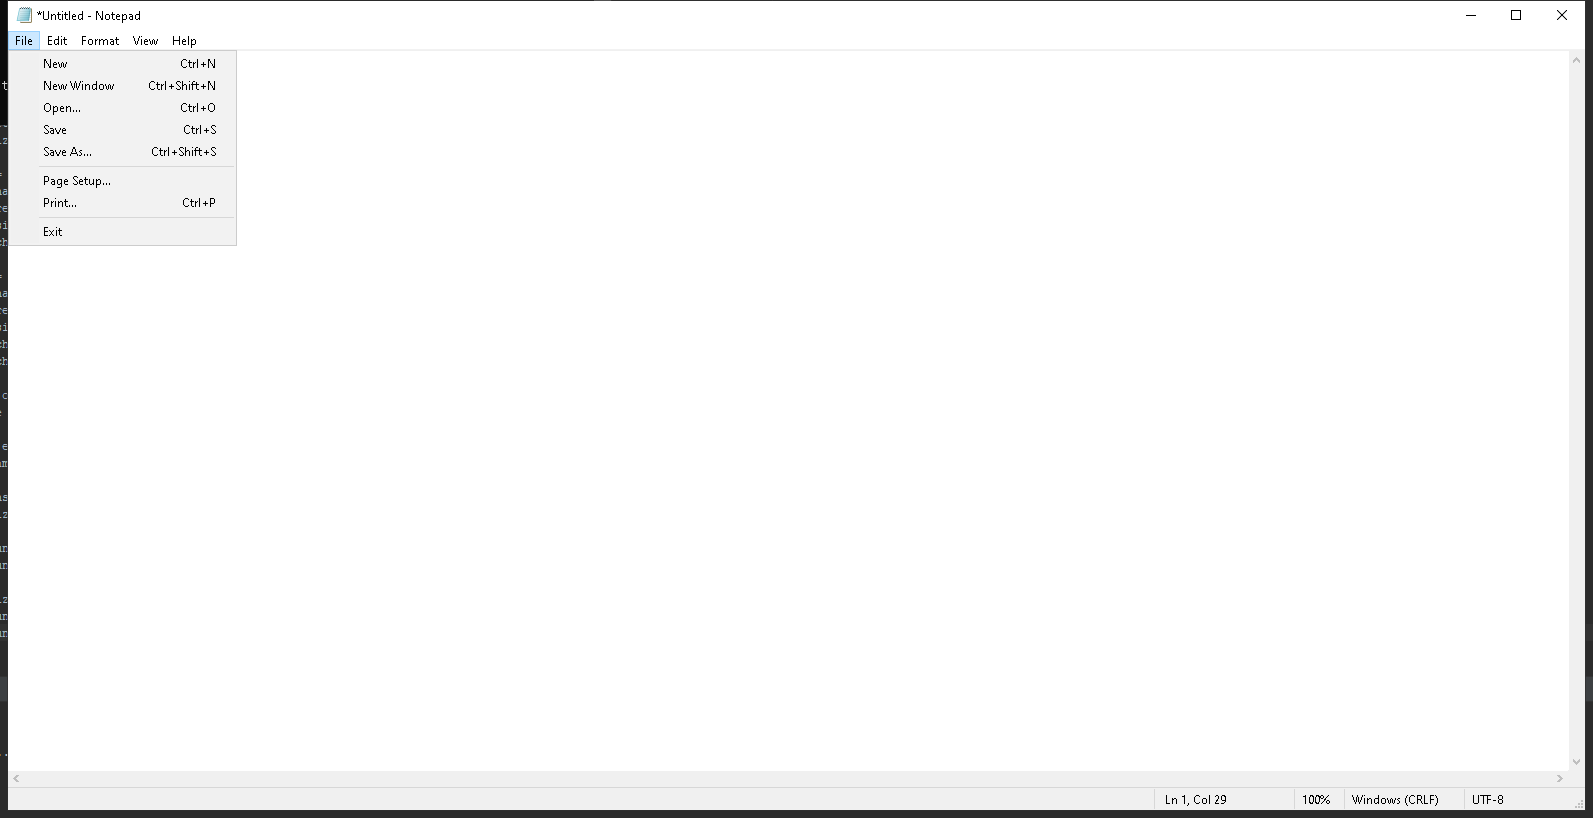 *Untitled - Notepad
File Edit Format View Help
New Ctrl+N
New Window Ctrl+Shift+N
Open... Ctrl+O
Save Ctrl+S
Save As... Ctrl+Shift+S
Page Setup...
Print... Ctrl+P
Exit
Ln 1, Col 29 100% Windows (CRLF) UTF-8